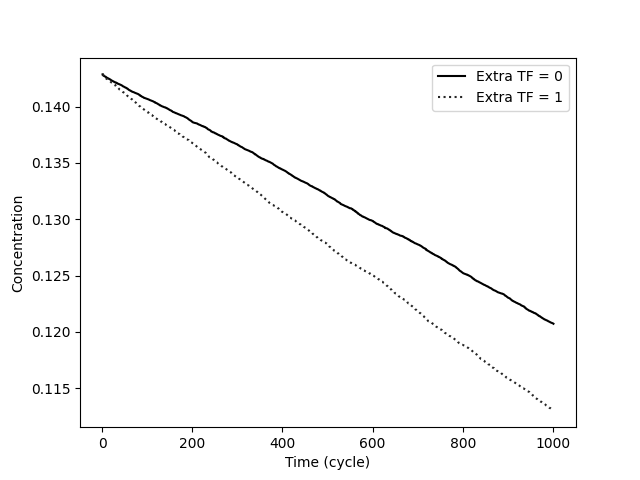 Extra TF = 0
Extra TF = 1
0.140
0.135
0.130
0.125
0.120
0.115
Concentration
0 200 400 600 800 1000
Time (cycle)